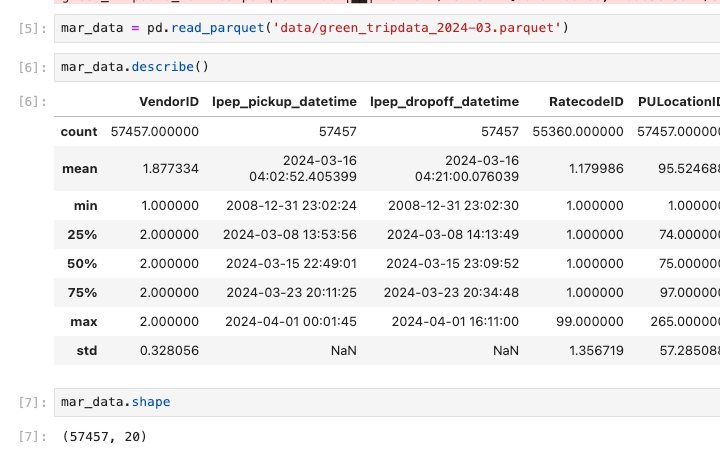 [5]: mar_data = pd.read_parquet('data/green_tripdata_2024-03.parquet')
[6]: mar_data.describe()
[6]: VendorID lpep_pickup_datetime lpep_dropoff_datetime RatecodeID PULocationID
count 57457.000000 57457 57457 55360.000000 57457.000000
mean 1.877334 2024-03-16 04:02:52.405399 2024-03-16 04:21:00.076039 1.179986 95.524688
min 1.000000 2008-12-31 23:02:24 2008-12-31 23:02:30 1.000000 1.000000
25% 2.000000 2024-03-08 13:53:56 2024-03-08 14:13:49 1.000000 74.000000
50% 2.000000 2024-03-15 22:49:01 2024-03-15 23:09:52 1.000000 75.000000
75% 2.000000 2024-03-23 20:11:25 2024-03-23 20:34:48 1.000000 97.000000
max 2.000000 2024-04-01 00:01:45 2024-04-01 16:11:00 99.000000 265.000000
std 0.328056 NaN NaN 1.356719 57.285088
[7]: mar_data.shape
[7]: (57457, 20)